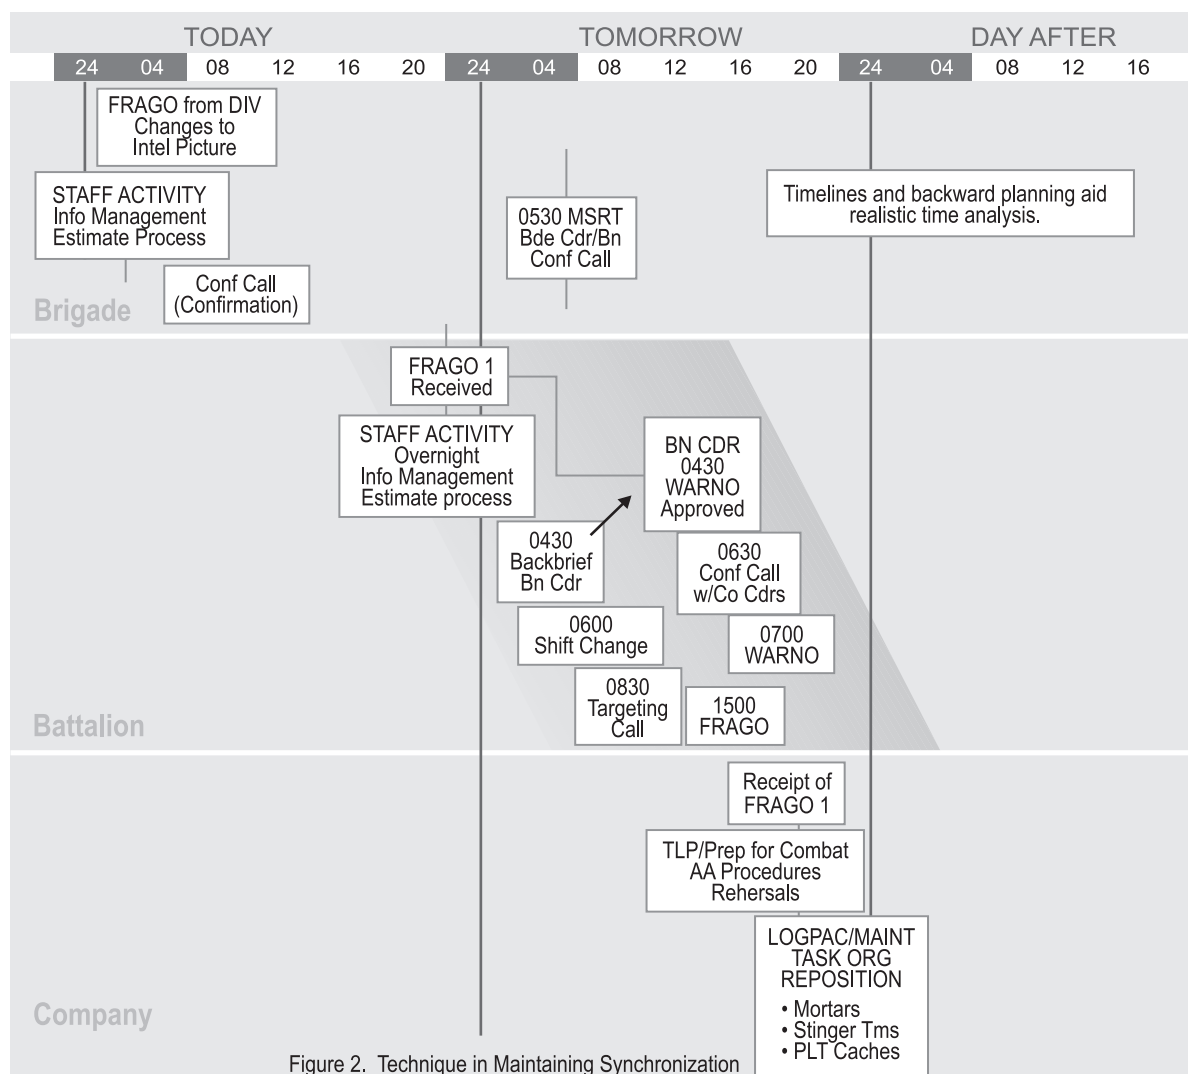 TODAY TOMORROW DAY AFTER
24 04 08 12 16 20 24 04 08 12 16 20 24 04 08 12 16
FRAGO from DIV
Changes to
Intel Picture
STAFF ACTIVITY
Info Management
Estimate Process
Conf Call
(Confirmation)
0530 MSRT
Bde Cdr/Bn
Conf Call
Timelines and backward planning aid
realistic time analysis.
Brigade
FRAGO 1
Received
STAFF ACTIVITY
Overnight
Info Management
Estimate process
BN CDR
0430
WARNO
Approved
0430
Backbrief
Bn Cdr
0630
Conf Call
w/Co Cdrs
0600
Shift Change
0700
WARNO
0830
Targeting
Call
1500
FRAGO
Battalion
Receipt of
FRAGO 1
TLP/Prep for Combat
AA Procedures
Rehersals
LOGPAC/MAINT
TASK ORG
REPOSITION
• Mortars
• Stinger Tms
• PLT Caches
Company
Figure 2. Technique in Maintaining Synchronization